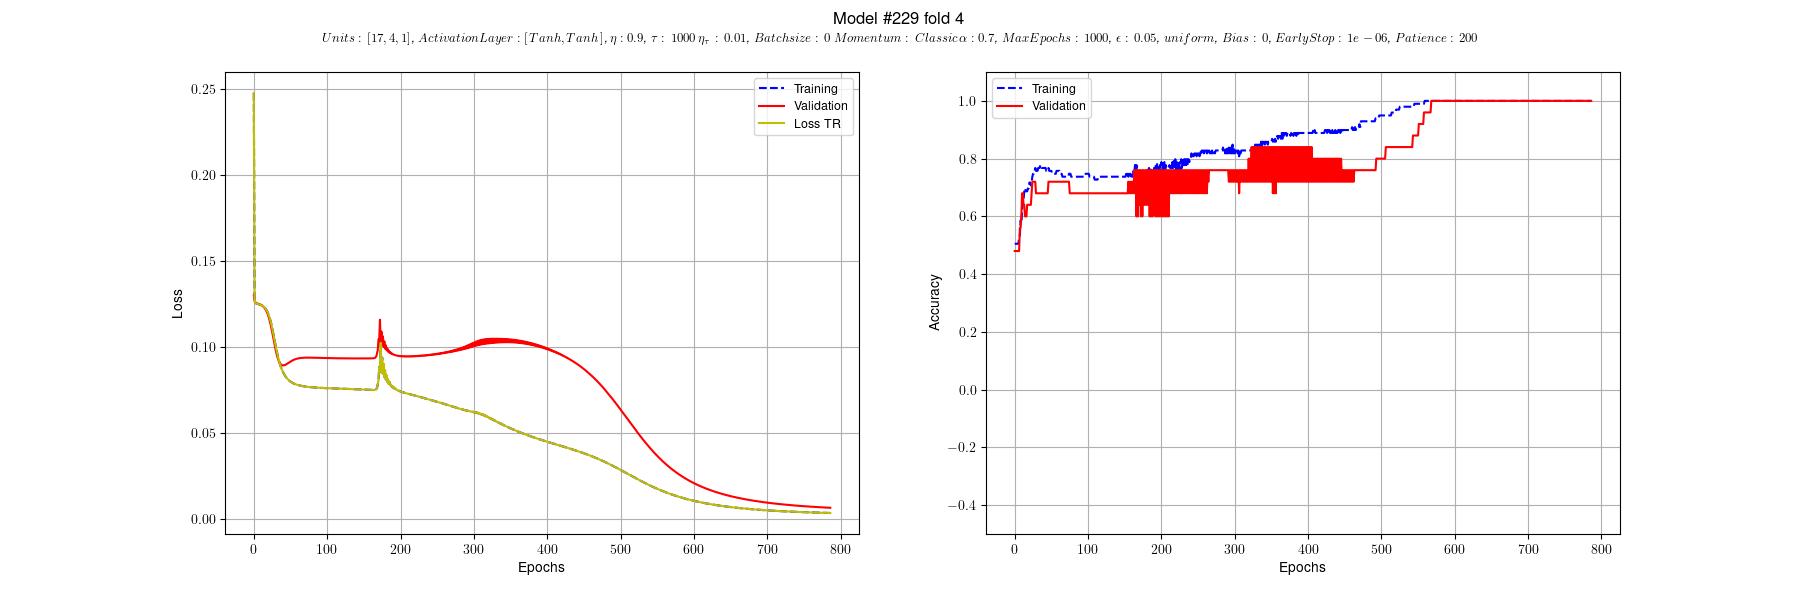 Model #229 fold 4
Units : [17, 4, 1], ActivationLayer : [Tanh, Tanh], η : 0.9, τ : 1000 η_τ : 0.01, Batchsize : 0 Momentum : Classic α : 0.7, MaxEpochs : 1000, ϵ : 0.05, uniform, Bias : 0, EarlyStop : 1e − 06, Patience : 200
0.25
0.20
0.15
0.10
0.05
0.00
Loss
0 100 200 300 400 500 600 700 800
Epochs
Training
Validation
Loss TR
1.0
0.8
0.6
0.4
0.2
0.0
−0.2
−0.4
Accuracy
0 100 200 300 400 500 600 700 800
Epochs
Training
Validation